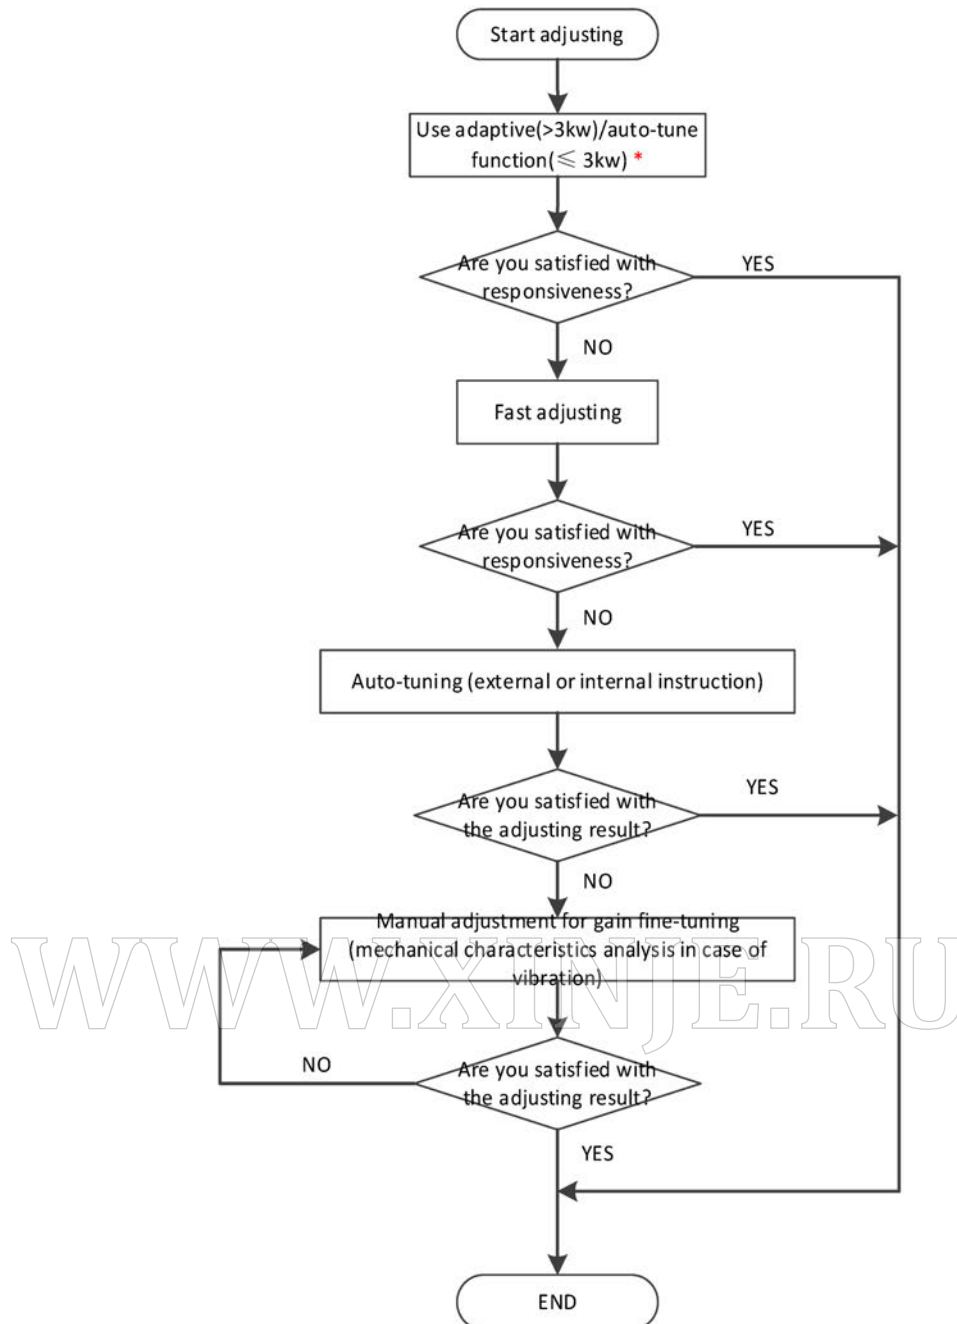 Start adjusting
Use adaptive(>3kw)/auto-tune
function(≤ 3kw) *
Are you satisfied with
responsiveness?
YES
NO
Fast adjusting
Are you satisfied with
responsiveness?
YES
NO
Auto-tuning (external or internal instruction)
Are you satisfied with
the adjusting result?
YES
NO
Manual adjustment for gain fine-tuning
(mechanical characteristics analysis in case of
vibration)
WWW.XINJE.RU
Are you satisfied with
the adjusting result?
NO
YES
END